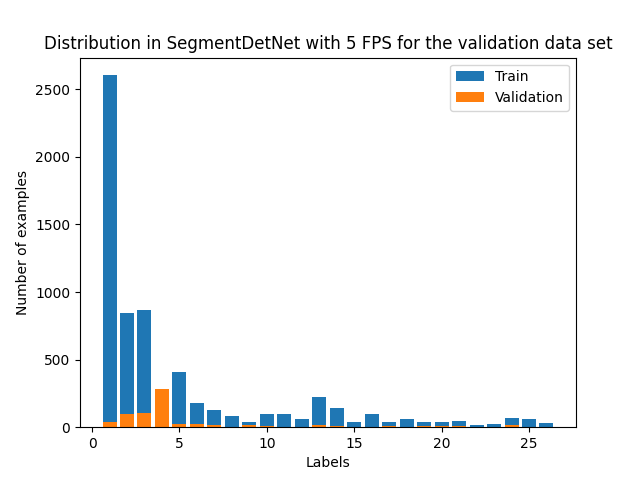 Distribution in SegmentDetNet with 5 FPS for the validation data set
Train
Validation
Number of examples
2500
2000
1500
1000
500
0
0 5 10 15 20 25
Labels